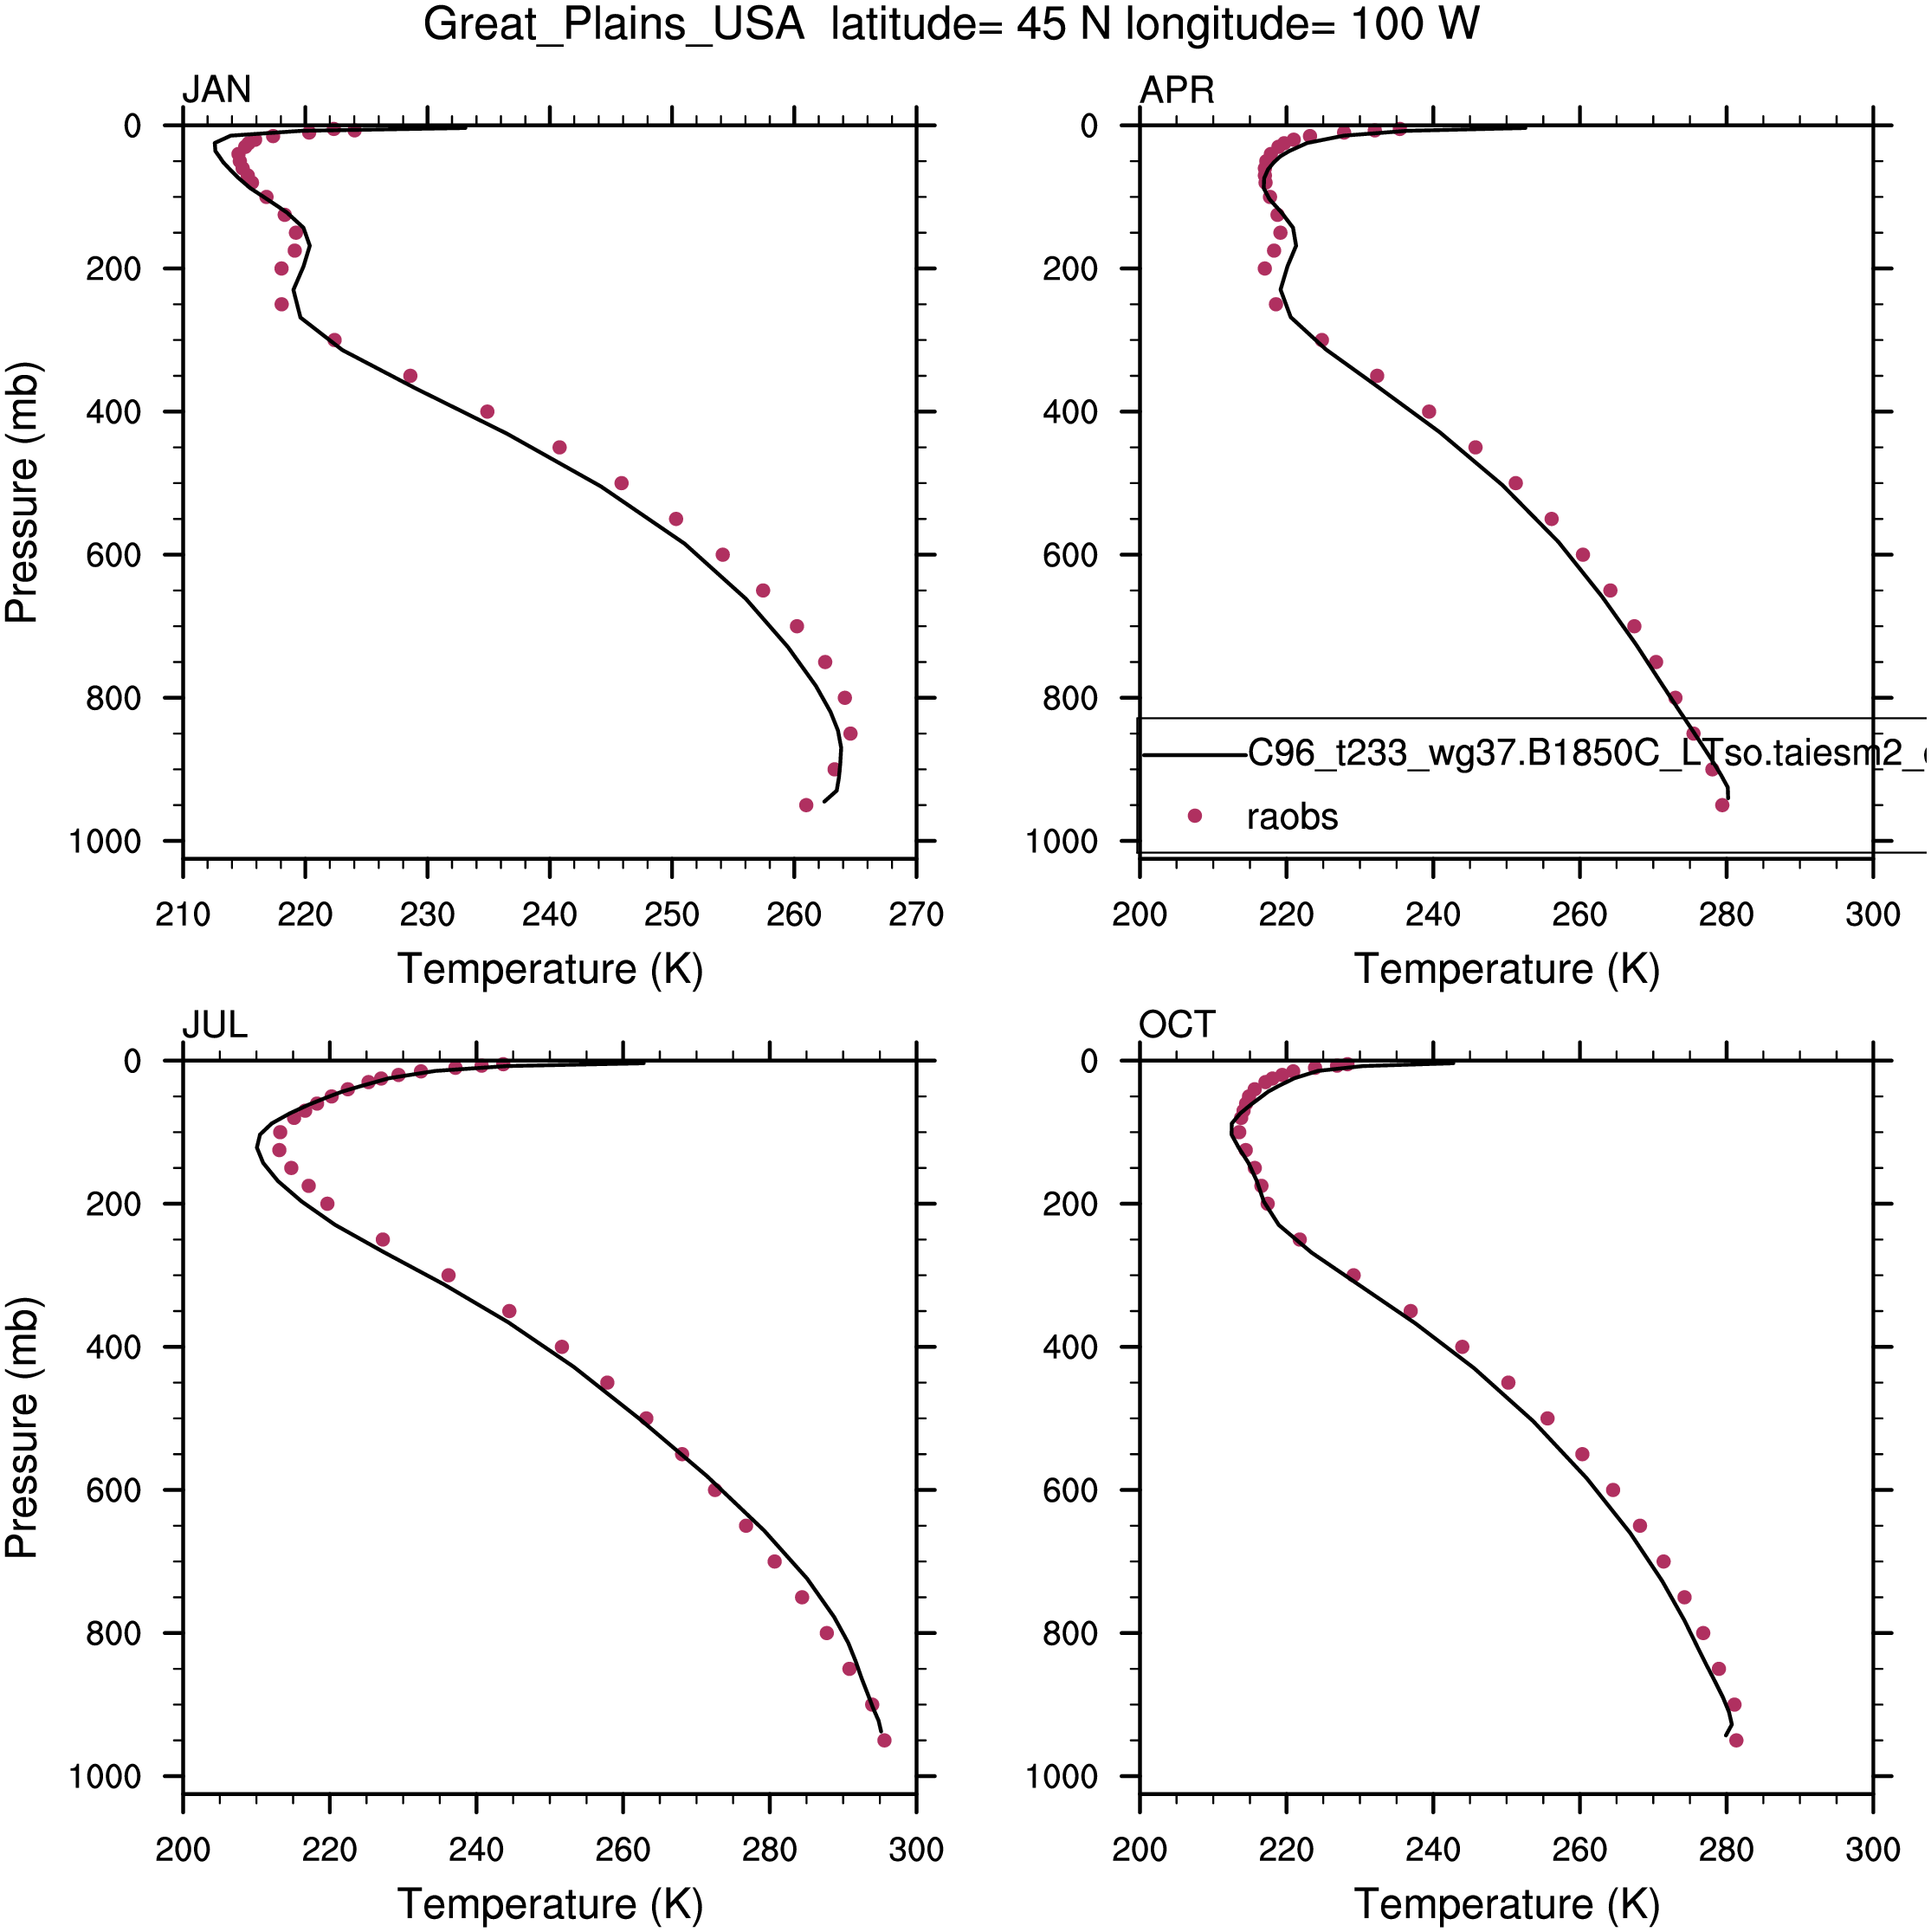 Great_Plains_USA latitude= 45 N longitude= 100 W
JAN
0
200
400
600
800
1000
Pressure (mb)
210 220 230 240 250 260 270
Temperature (K)
APR
0
200
400
600
800
1000
C96_t233_wg37.B1850C_LTso.taiesm2_
raobs
200 220 240 260 280 300
Temperature (K)
JUL
0
200
400
600
800
1000
Pressure (mb)
200 220 240 260 280 300
Temperature (K)
OCT
0
200
400
600
800
1000
200 220 240 260 280 300
Temperature (K)